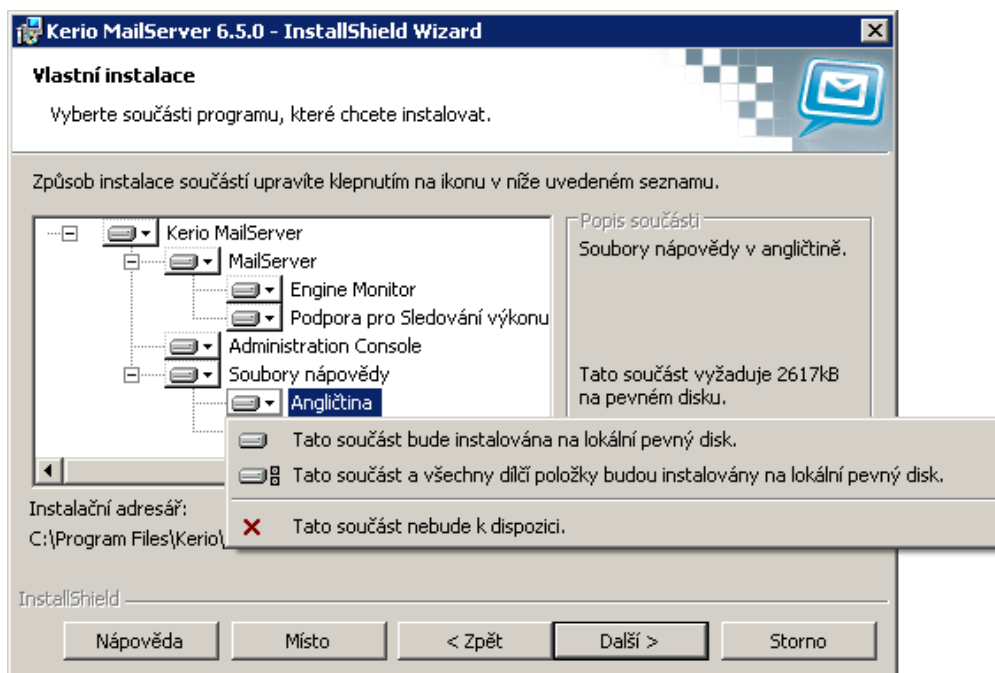 Kerio MailServer 6.5.0 - InstallShield Wizard
Vlastní instalace
Vyberte součásti programu, které chcete instalovat.
Způsob instalace součástí upravíte klepnutím na ikonu v níže uvedeném seznamu.
Kerio MailServer
MailServer
Engine Monitor
Podpora pro Sledování výkonu
Administration Console
Soubory nápovědy
Angličtina
Popis součásti
Soubory nápovědy v angličtině.
Tato součást vyžaduje 2617kB
na pevném disku.
Tato součást bude instalována na lokální pevný disk.
Tato součást a všechny dílčí položky budou instalovány na lokální pevný disk.
Tato součást nebude k dispozici.
Instalační adresář:
C:\Program Files\Kerio\
InstallShield
Nápověda
Místo
< Zpět
Další >
Storno